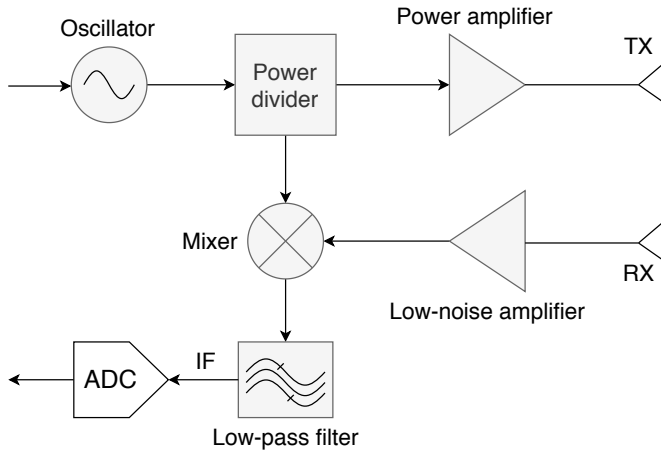 Power amplifier
Oscillator
TX
Power
divider
Mixer
RX
Low-noise amplifier
IF
ADC
Low-pass filter